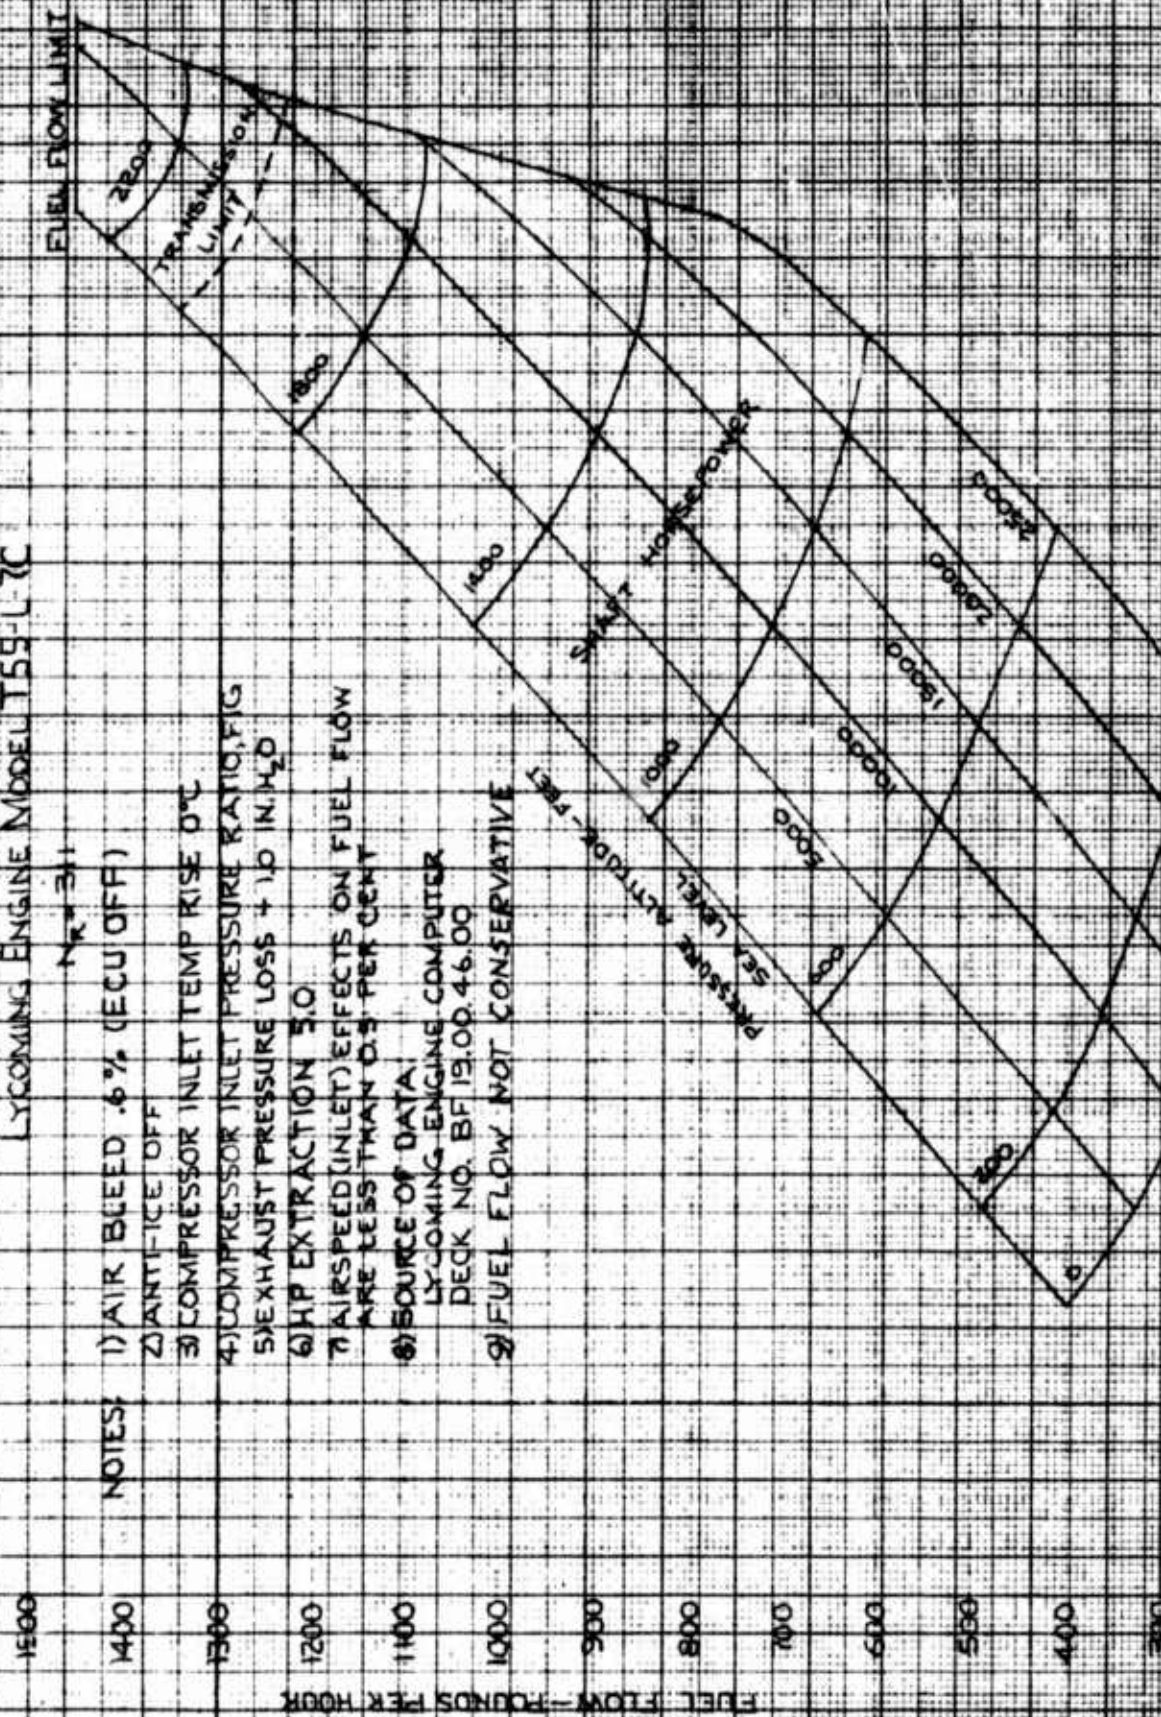 LYCOMING ENGINE MODEL T55-L-7C
NR = 311
NOTES:
1) AIR BLEED .6% (ECU OFF)
2) ANTI-ICE OFF
3) COMPRESSOR INLET TEMP RISE 0°C
4) COMPRESSOR INLET PRESSURE RATIO, FIG
5) EXHAUST PRESSURE LOSS + 1.0 IN. H2O
6) HP EXTRACTION 5.0
7) AIRSPEED (INLET) EFFECTS ON FUEL FLOW
ARE LESS THAN 0.5 PER CENT
8) SOURCE OF DATA:
LYCOMING ENGINE COMPUTER
DECK NO. BF 19.00.46.00
9) FUEL FLOW NOT CONSERVATIVE
FUEL FLOW LIMIT
TRANSMISSION
LIMIT
2200
1800
1400
1000
600
200
0
SHAFT HORSEPOWER
PRESSURE ALTITUDE - FEET
SEA LEVEL
5000
10000
15000
20000
25000
FUEL FLOW - POUNDS PER HOUR
1500
1400
1300
1200
1100
1000
900
800
700
600
500
400
300